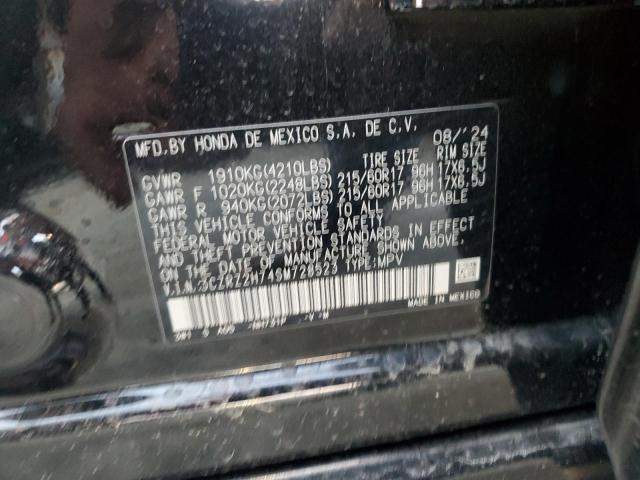 MFD.BY HONDA DE MEXICO S.A. DE C.V. 08/'24
TIRE SIZE RIM SIZE
GVWR 1910KG(4210LBS)
GAWR F 1020KG(2248LBS) 215/60R17 96H 17X6.5J
GAWR R 940KG(2072LBS) 215/60R17 96H 17X6.5J
THIS VEHICLE CONFORMS TO ALL APPLICABLE
FEDERAL MOTOR VEHICLE SAFETY
AND THEFT PREVENTION STANDARDS IN EFFECT
ON THE DATE OF MANUFACTURE SHOWN ABOVE.
V.I.N.:3CZRZ2H74SM728523 TYPE:MPV
MADE IN MEXICO